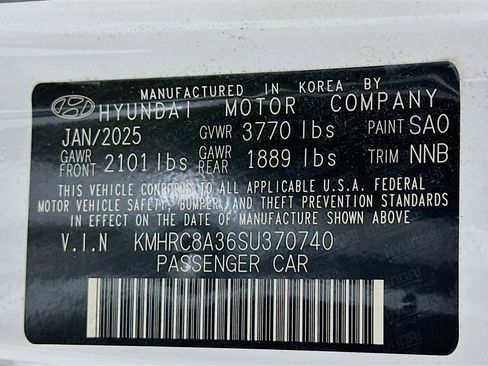 MANUFACTURED IN KOREA BY
HYUNDAI MOTOR COMPANY
JAN/2025 GVWR 3770 lbs PAINT SAO
GAWR FRONT 2101 lbs GAWR REAR 1889 lbs TRIM NNB
THIS VEHICLE CONFORMS TO ALL APPLICABLE U.S.A. FEDERAL
MOTOR VEHICLE SAFETY, BUMPER, AND THEFT PREVENTION STANDARDS
IN EFFECT ON THE DATE OF MANUFACTURE SHOWN ABOVE.
V.I.N KMHRC8A36SU370740
PASSENGER CAR